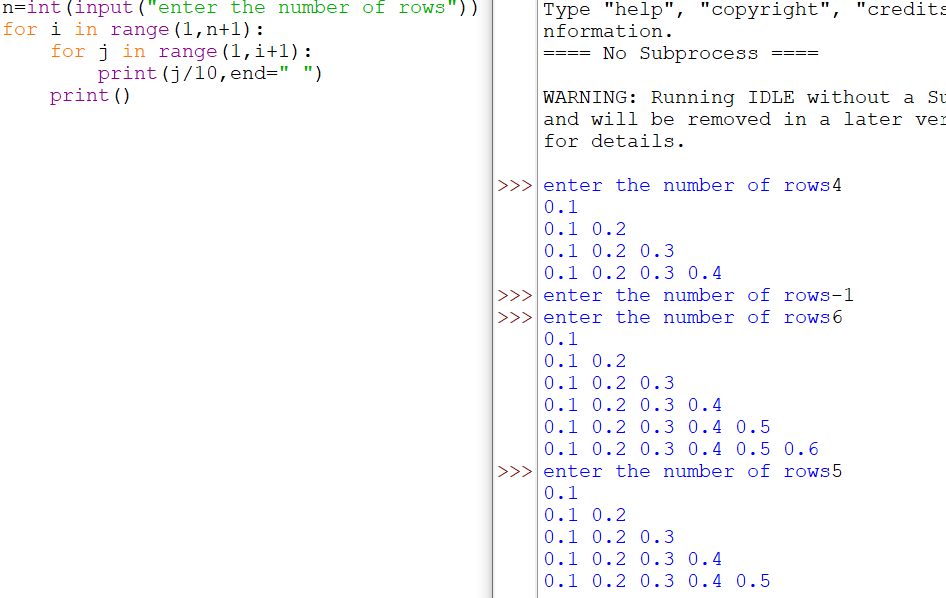 n=int(input("enter the number of rows"))
for i in range(1,n+1):
    for j in range(1,i+1):
        print(j/10,end=" ")
    print()
Type "help", "copyright", "credits
nformation.
==== No Subprocess ====
WARNING: Running IDLE without a Su
and will be removed in a later ver
for details.
>>> enter the number of rows4
0.1
0.1 0.2
0.1 0.2 0.3
0.1 0.2 0.3 0.4
>>> enter the number of rows-1
>>> enter the number of rows6
0.1
0.1 0.2
0.1 0.2 0.3
0.1 0.2 0.3 0.4
0.1 0.2 0.3 0.4 0.5
0.1 0.2 0.3 0.4 0.5 0.6
>>> enter the number of rows5
0.1
0.1 0.2
0.1 0.2 0.3
0.1 0.2 0.3 0.4
0.1 0.2 0.3 0.4 0.5